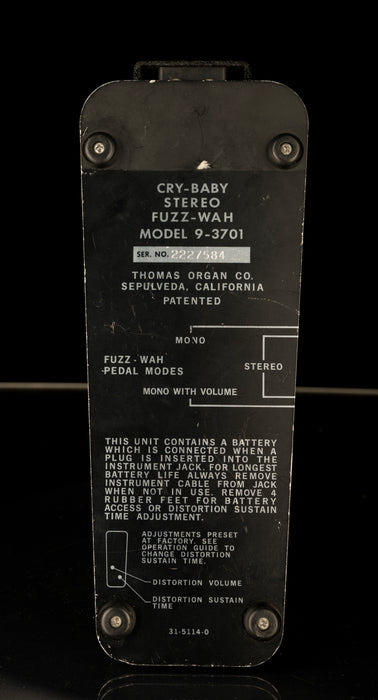 CRY-BABY
STEREO
FUZZ-WAH
MODEL 9-3701
SER. NO. 2227584
THOMAS ORGAN CO.
SEPULVEDA, CALIFORNIA
PATENTED
MONO
FUZZ-WAH
PEDAL MODES
STEREO
MONO WITH VOLUME
THIS UNIT CONTAINS A BATTERY
WHICH IS CONNECTED WHEN A
PLUG IS INSERTED INTO THE
INSTRUMENT JACK. FOR LONGEST
BATTERY LIFE ALWAYS REMOVE
INSTRUMENT CABLE FROM JACK
WHEN NOT IN USE. REMOVE 4
RUBBER FEET FOR BATTERY
ACCESS OR DISTORTION SUSTAIN
TIME ADJUSTMENT.
ADJUSTMENTS PRESET
AT FACTORY. SEE
OPERATION GUIDE TO
CHANGE DISTORTION
SUSTAIN TIME.
DISTORTION VOLUME
DISTORTION SUSTAIN
TIME
31-5114-0